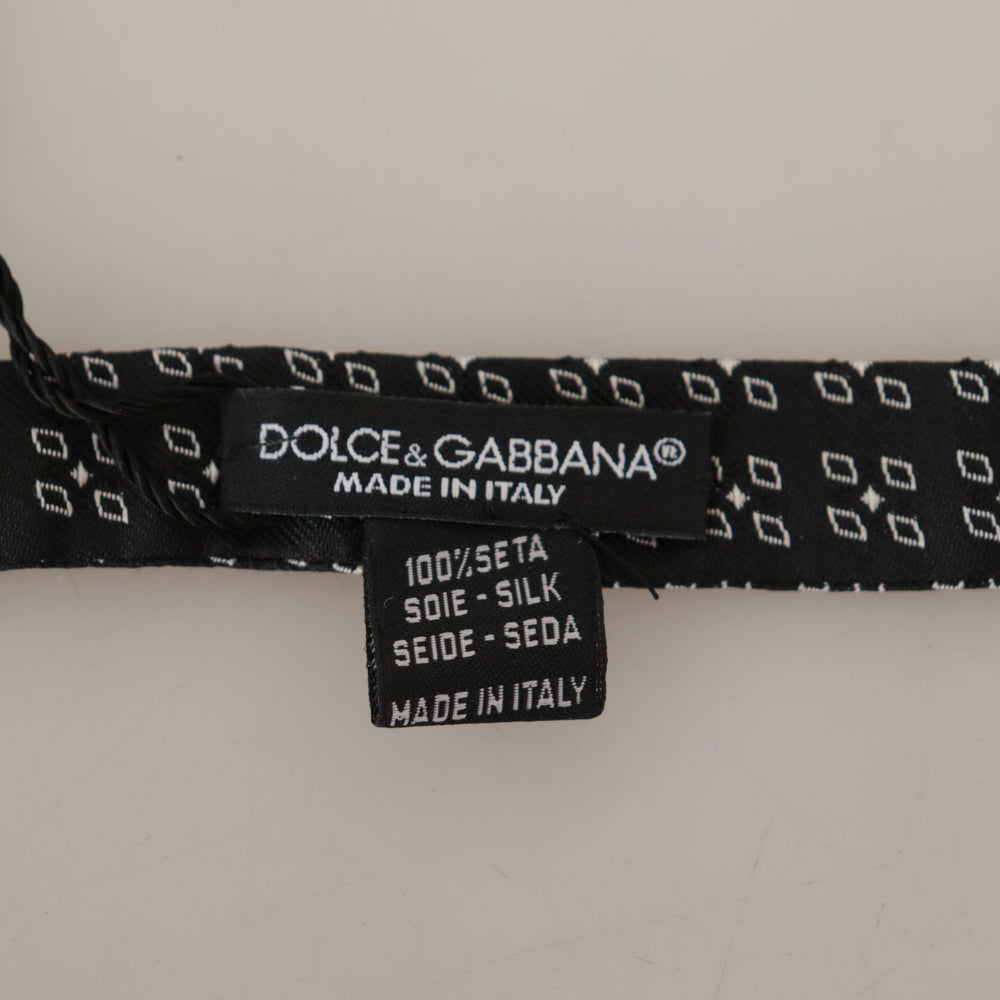 DOLCE & GABBANA®
MADE IN ITALY
100% SETA
SOIE - SILK
SEIDE - SEDA
MADE IN ITALY